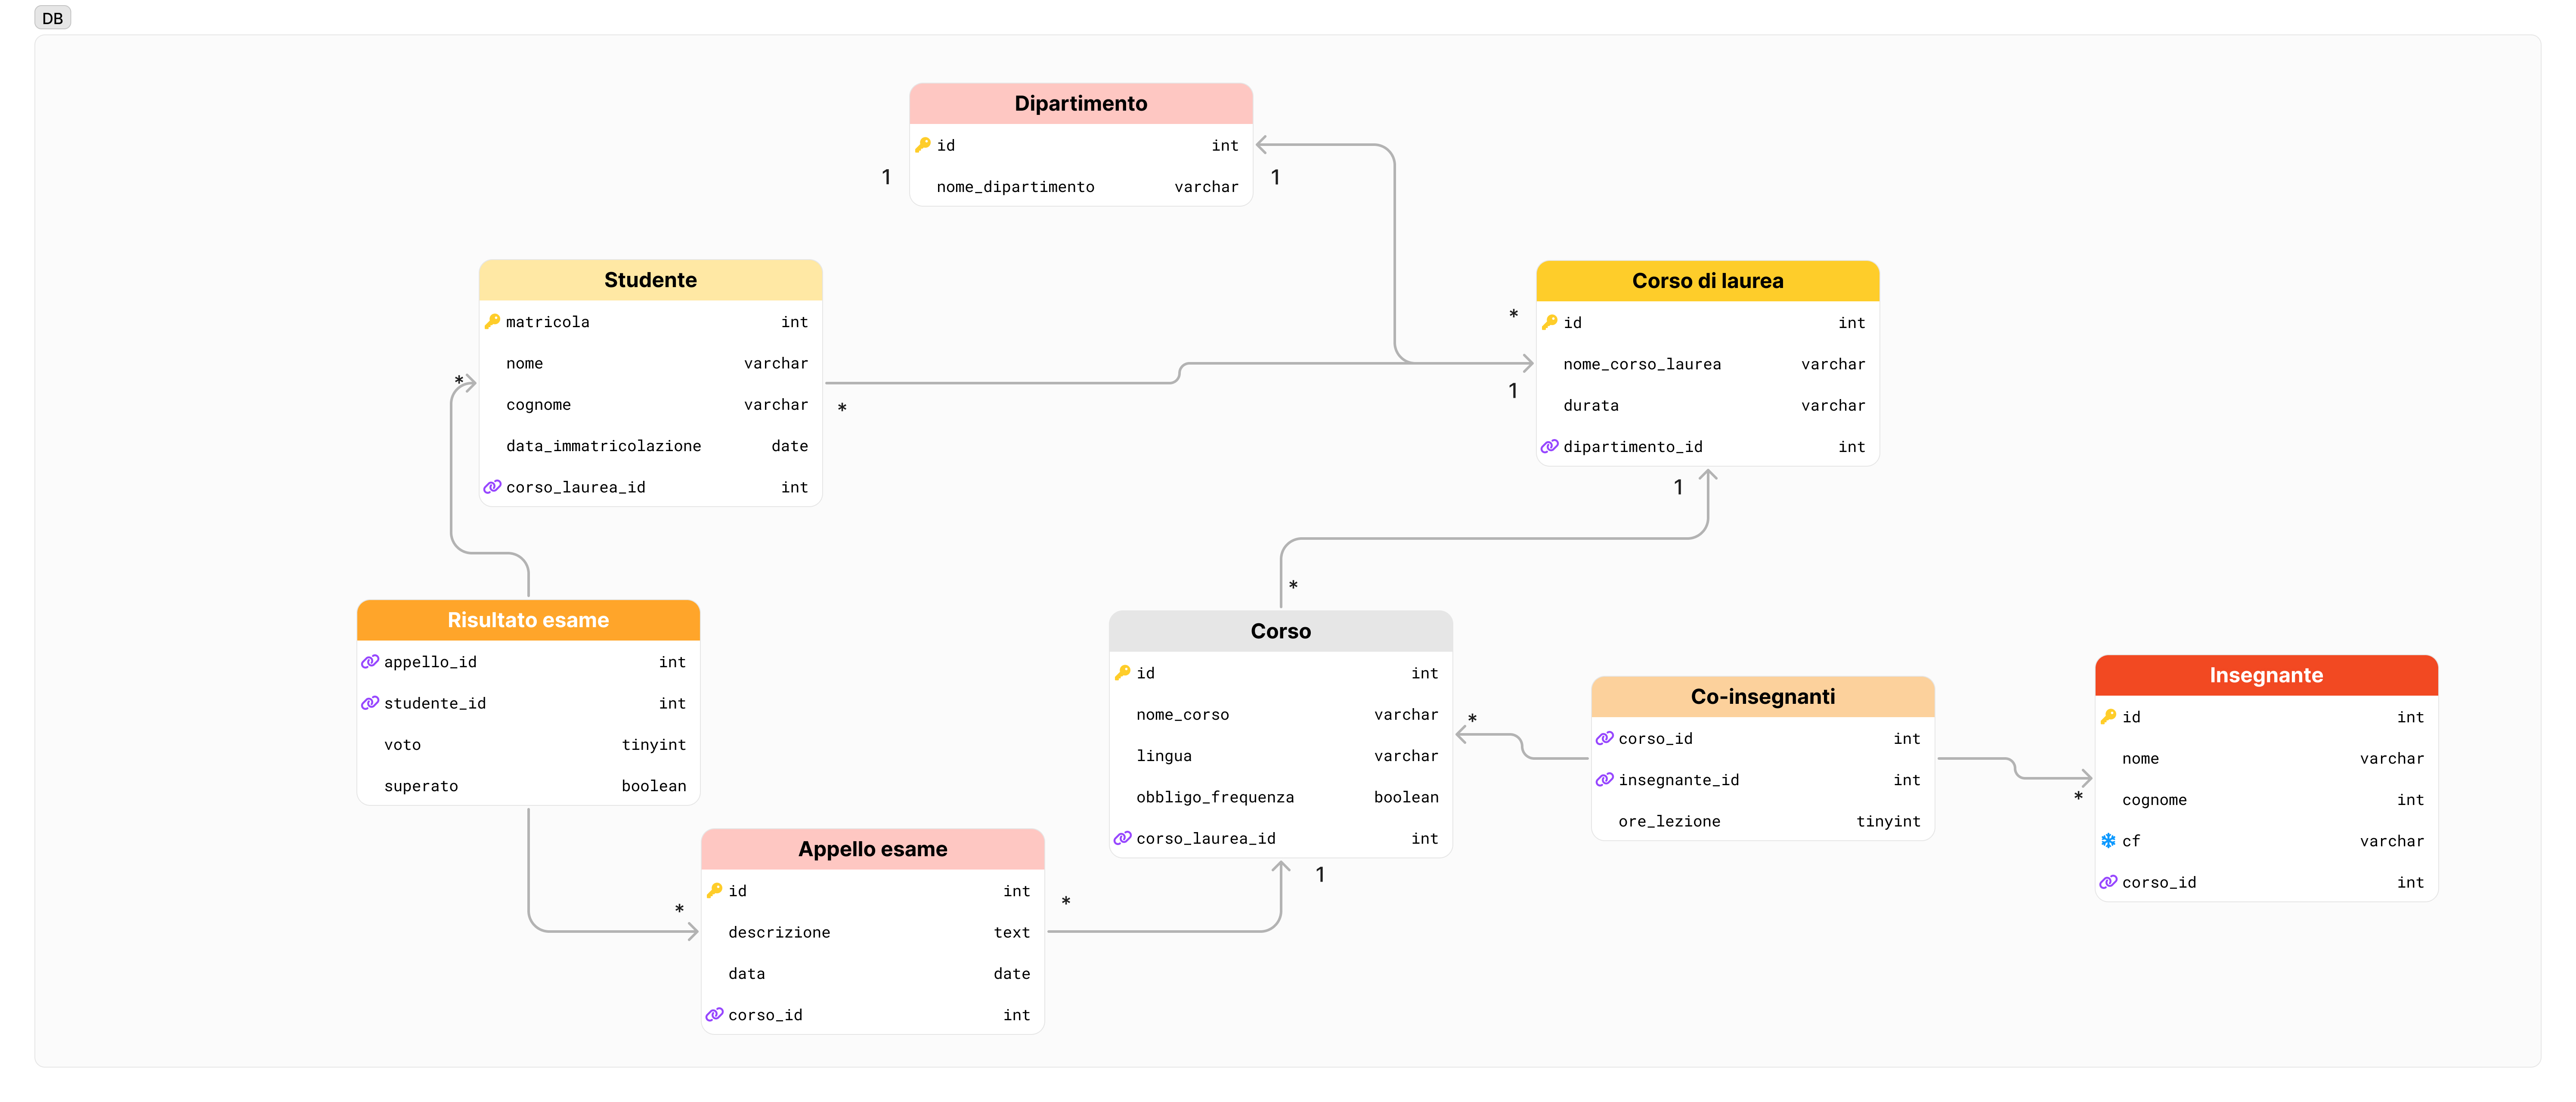 DB
Dipartimento
id int
nome_dipartimento varchar
1
1
Studente
matricola int
nome varchar
cognome varchar
data_immatricolazione date
corso_laurea_id int
*
*
Corso di laurea
id int
nome_corso_laurea varchar
durata varchar
dipartimento_id int
*
1
1
Risultato esame
appello_id int
studente_id int
voto tinyint
superato boolean
*
Corso
id int
nome_corso varchar
lingua varchar
obbligo_frequenza boolean
corso_laurea_id int
*
1
Co-insegnanti
corso_id int
insegnante_id int
ore_lezione tinyint
*
Insegnante
id int
nome varchar
cognome int
cf varchar
corso_id int
*
Appello esame
id int
descrizione text
data date
corso_id int
*